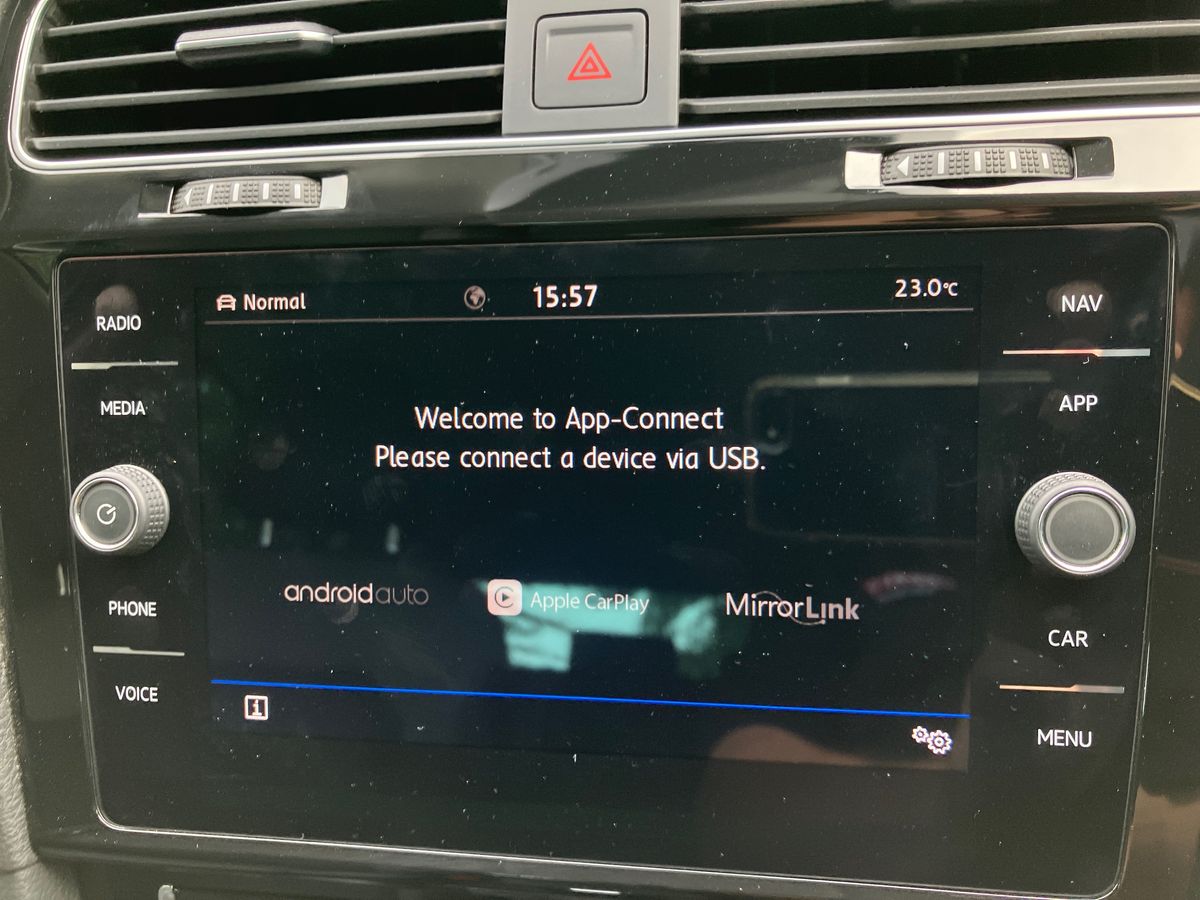 Normal
15:57
23.0°C
RADIO
NAV
MEDIA
APP
Welcome to App-Connect
Please connect a device via USB.
androidauto
Apple CarPlay
MirrorLink
PHONE
CAR
VOICE
i
MENU